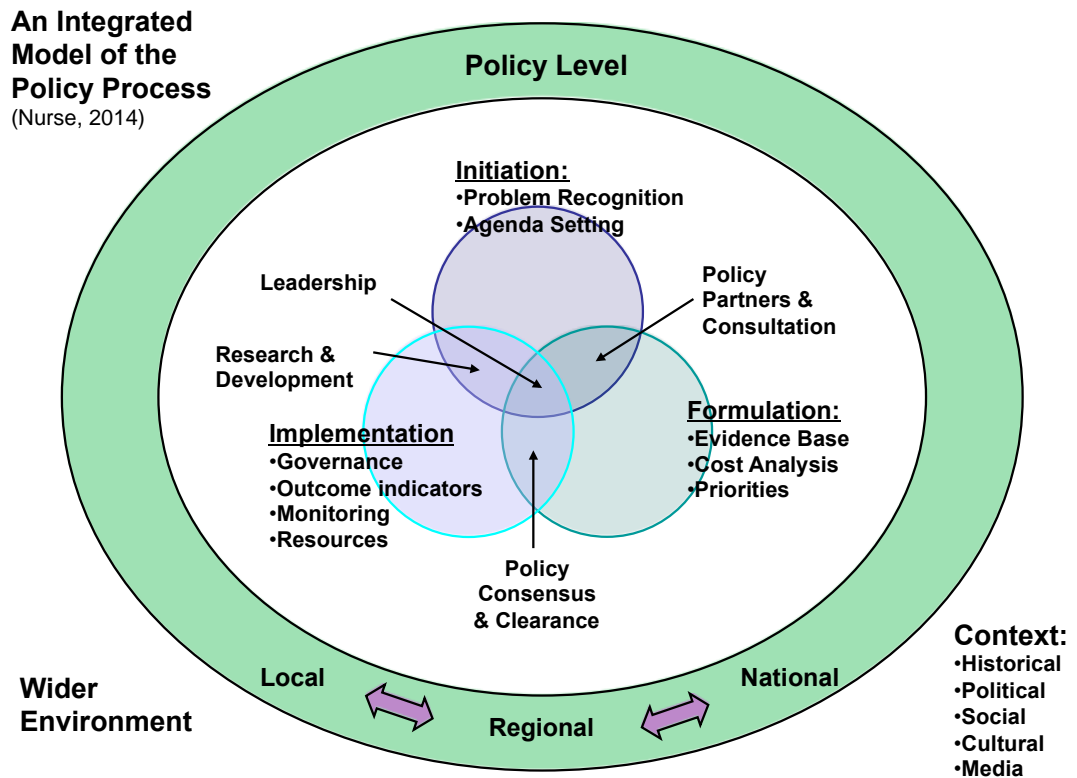 An Integrated
Model of the
Policy Process
(Nurse, 2014)
Policy Level
Initiation:
•Problem Recognition
•Agenda Setting
Leadership
Policy
Partners &
Consultation
Research &
Development
Formulation:
•Evidence Base
•Cost Analysis
•Priorities
Implementation
•Governance
•Outcome indicators
•Monitoring
•Resources
Policy
Consensus
& Clearance
Local
Regional
National
Wider
Environment
Context:
•Historical
•Political
•Social
•Cultural
•Media